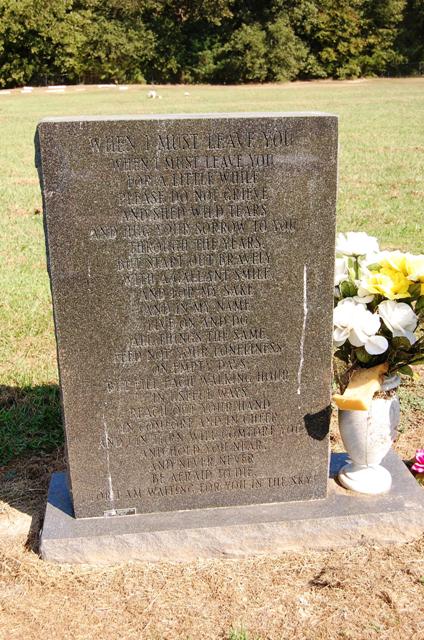 WHEN I MUST LEAVE YOU
WHEN I MUST LEAVE YOU
FOR A LITTLE WHILE
PLEASE DO NOT GRIEVE
AND SHED WILD TEARS
AND HUG YOUR SORROW TO YOU
THROUGH THE YEARS,
BUT START OUT BRAVELY
WITH A GALLANT SMILE
AND FOR MY SAKE
AND IN MY NAME
LIVE ON AND DO
ALL THINGS THE SAME
FEED NOT YOUR LONELINESS
ON EMPTY DAYS,
BUT FILL EACH WAKING HOUR
IN USEFUL WAYS
REACH OUT YOUR HAND
IN COMFORT AND IN CHEER
AND I IN TURN WILL COMFORT YOU
AND HOLD YOU NEAR,
AND NEVER NEVER
BE AFRAID TO DIE
FOR I AM WAITING FOR YOU IN THE SKY